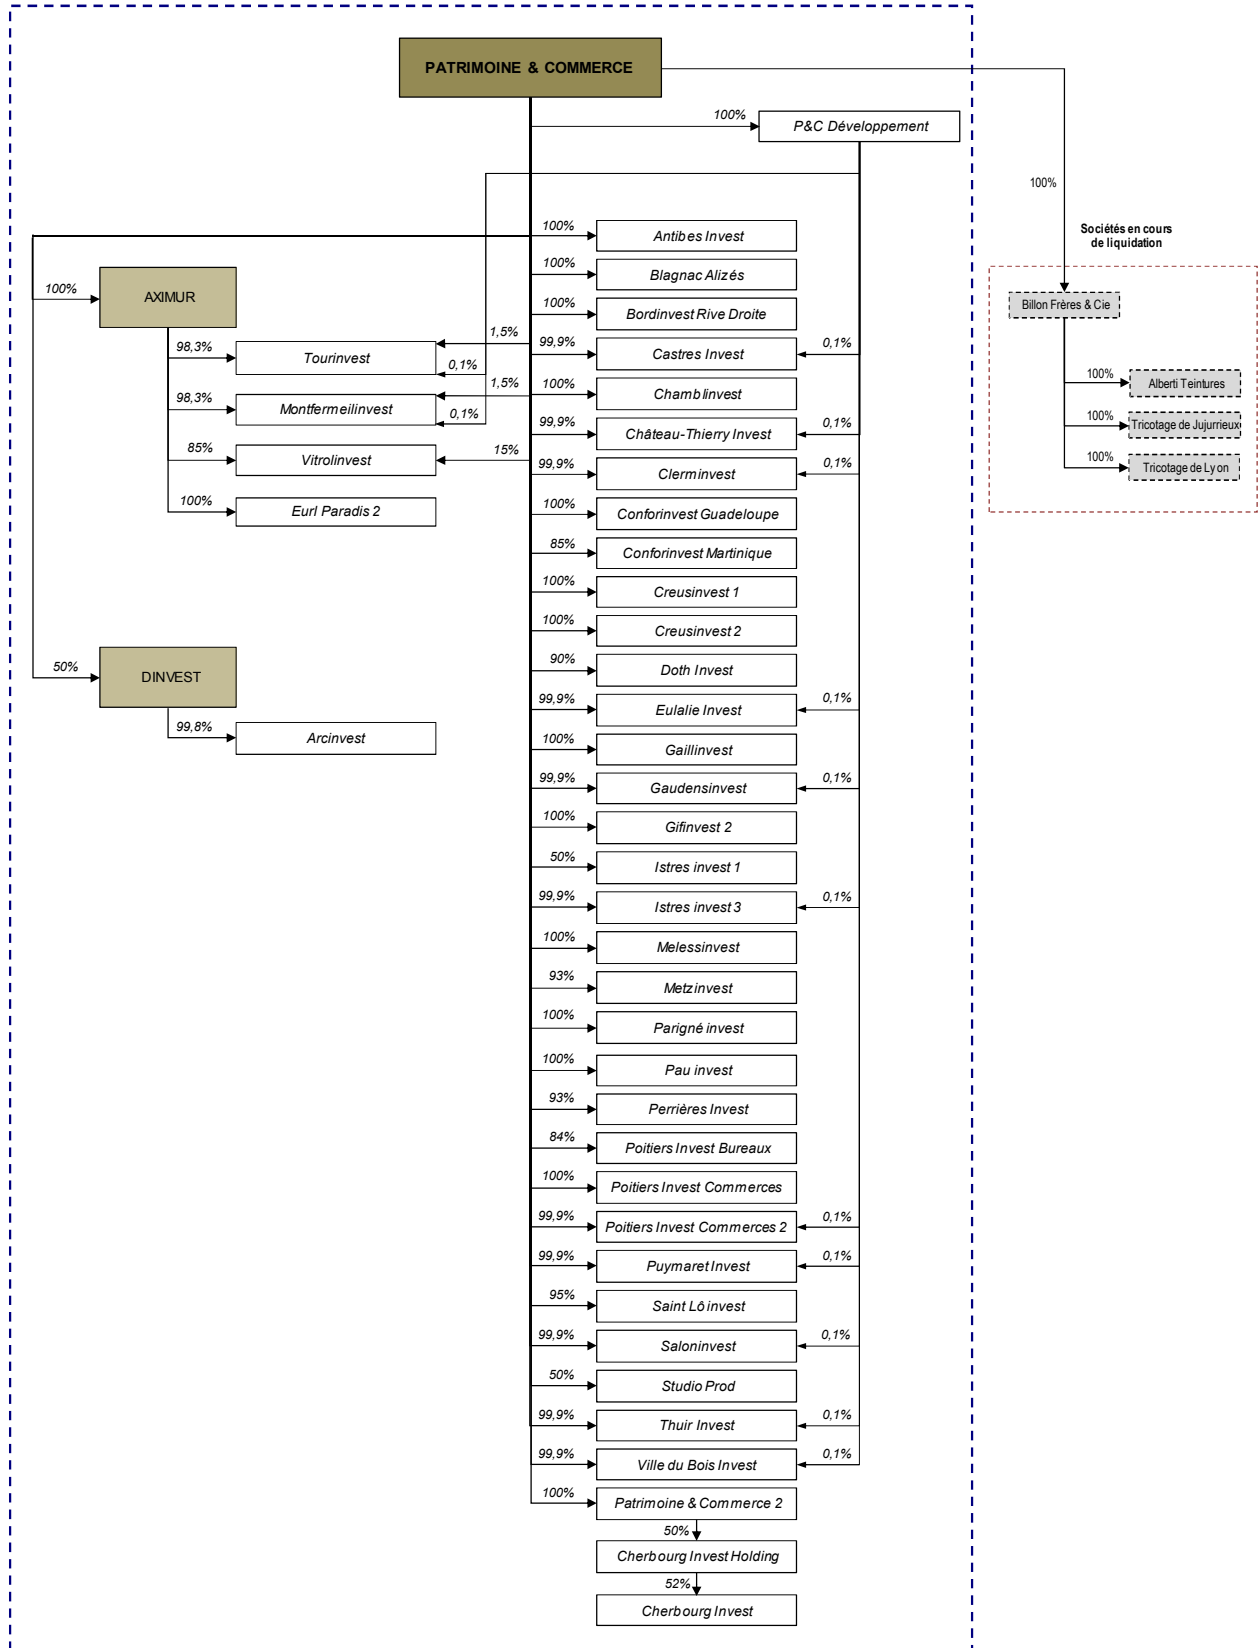 PATRIMOINE & COMMERCE
100%
P&C Développement
100%
Sociétés en cours
de liquidation
100%
Antibes Invest
100%
Blagnac Alizés
100%
AXIMUR
Billon Frères & Cie
100%
Bordinvest Rive Droite
98,3%
Tourinvest
1,5%
0,1%
99,9%
Castres Invest
0,1%
98,3%
Montfermeilinvest
1,5%
0,1%
100%
Chamblinvest
100%
Alberti Teintures
99,9%
Château-Thierry Invest
0,1%
100%
Tricotage de Jujurrieux
85%
Vitrolinvest
15%
99,9%
Clerminvest
0,1%
100%
Tricotage de Lyon
100%
Eurl Paradis 2
100%
Conforinvest Guadeloupe
85%
Conforinvest Martinique
100%
Creusinvest 1
100%
Creusinvest 2
50%
DINVEST
90%
Doth Invest
99,9%
Eulalie Invest
0,1%
99,8%
Arcinvest
100%
Gaillinvest
99,9%
Gaudensinvest
0,1%
100%
Gifinvest 2
50%
Istres invest 1
99,9%
Istres invest 3
0,1%
100%
Melessinvest
93%
Metzinvest
100%
Parigné invest
100%
Pau invest
93%
Perrières Invest
84%
Poitiers Invest Bureaux
100%
Poitiers Invest Commerces
99,9%
Poitiers Invest Commerces 2
0,1%
99,9%
Puymaret Invest
0,1%
95%
Saint Lô invest
99,9%
Saloninvest
0,1%
50%
Studio Prod
99,9%
Thuir Invest
0,1%
99,9%
Ville du Bois Invest
0,1%
100%
Patrimoine & Commerce 2
50%
Cherbourg Invest Holding
52%
Cherbourg Invest